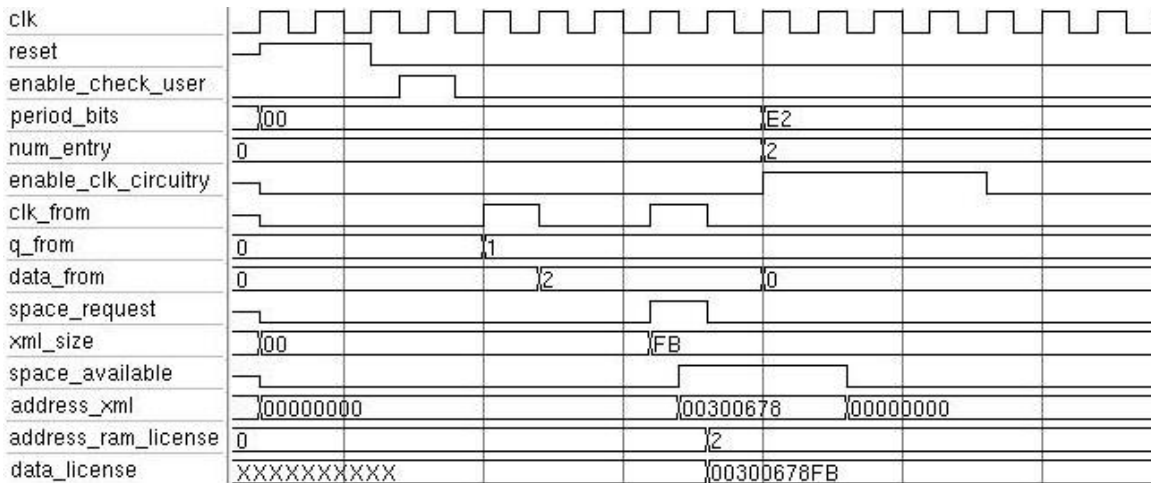 clk
reset
enable_check_user
period_bits 00 E2
num_entry 0 2
enable_clk_circuitry
clk_from
q_from 0 1
data_from 0 2 0
space_request
xml_size 00 FB
space_available
address_xml 00000000 00300678 00000000
address_ram_license 0 2
data_license XXXXXXXXXX 00300678FB